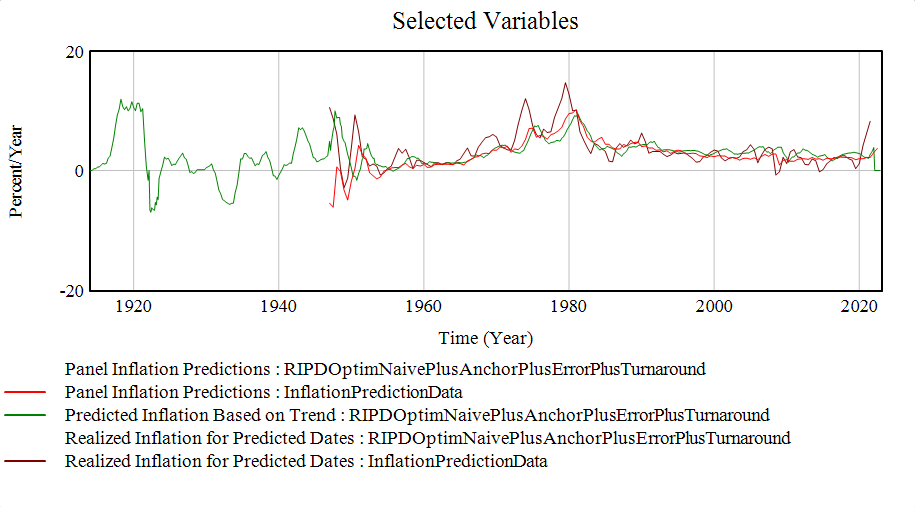 Selected Variables
20
Percent/Year
0
-20
1920 1940 1960 1980 2000 2020
Time (Year)
Panel Inflation Predictions : RIPDOptimNaivePlusAnchorPlusErrorPlusTurnaround
Panel Inflation Predictions : InflationPredictionData
Predicted Inflation Based on Trend : RIPDOptimNaivePlusAnchorPlusErrorPlusTurnaround
Realized Inflation for Predicted Dates : RIPDOptimNaivePlusAnchorPlusErrorPlusTurnaround
Realized Inflation for Predicted Dates : InflationPredictionData